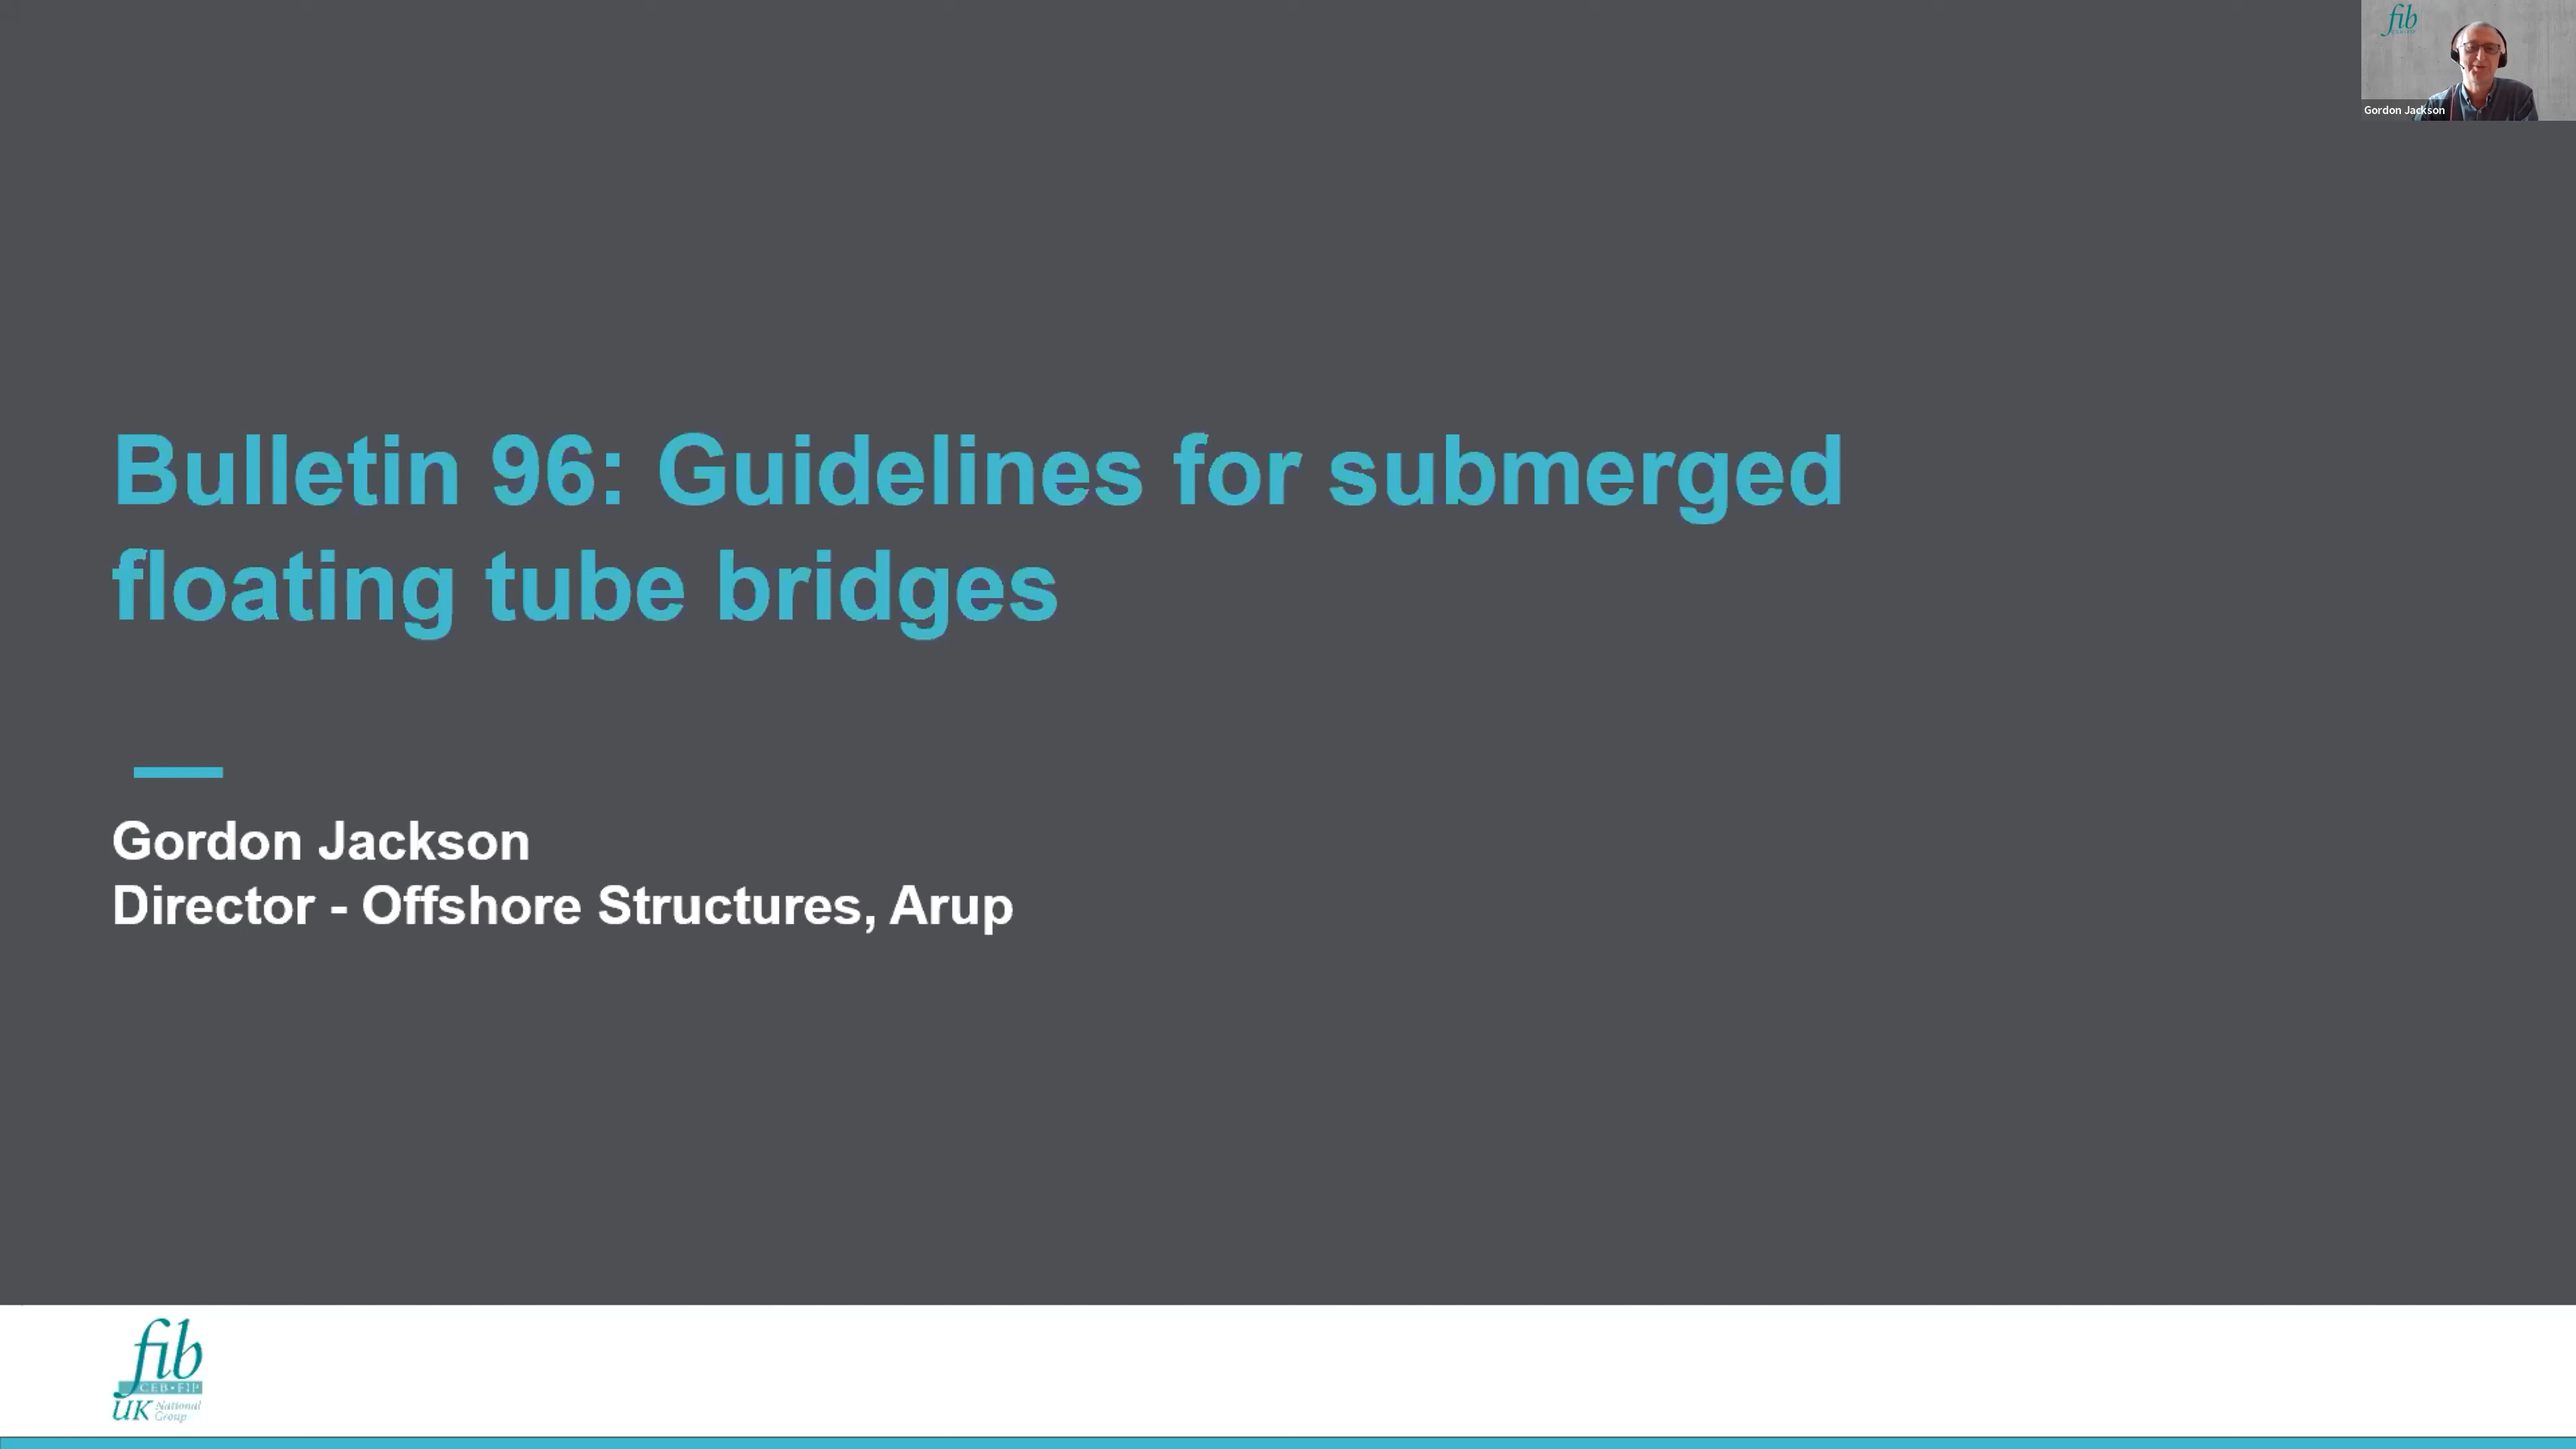 fib
Gordon Jackson
Bulletin 96: Guidelines for submerged
floating tube bridges
Gordon Jackson
Director - Offshore Structures, Arup
fib
CEB•FIP
UK National
Group